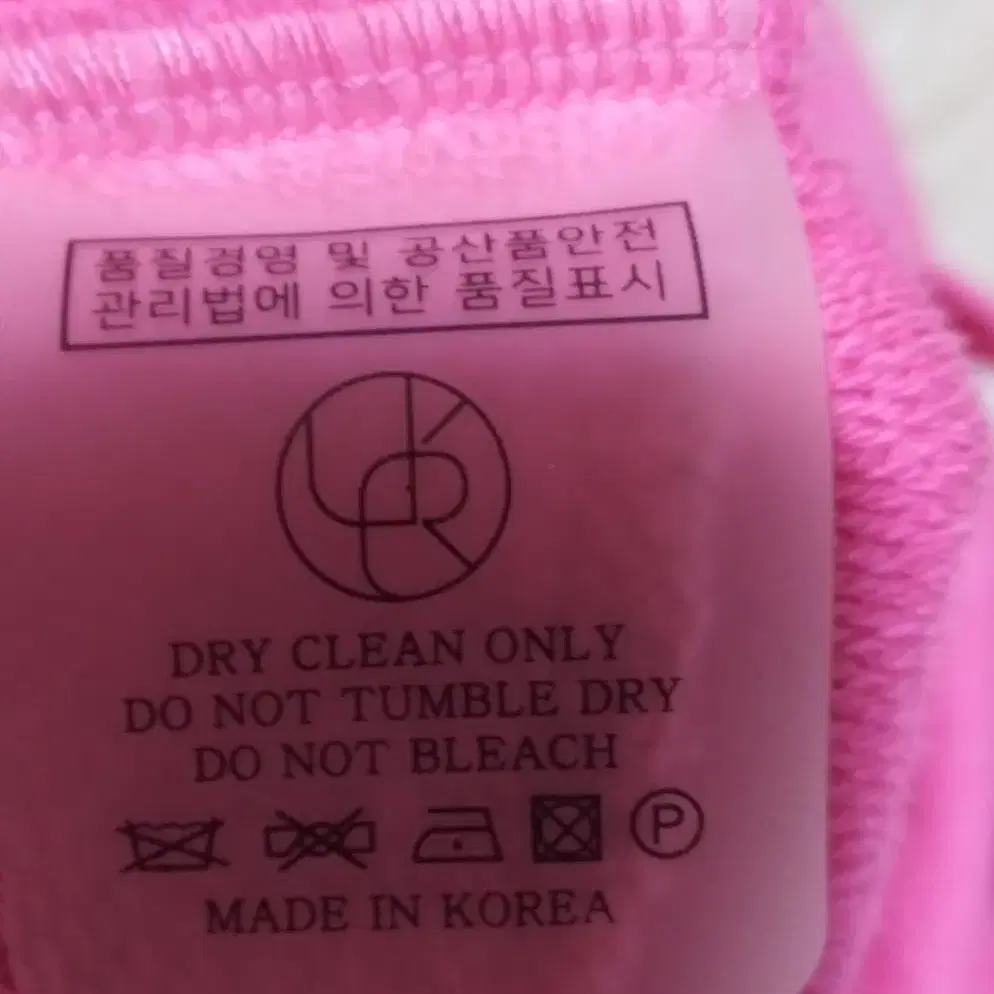 품질경영 및 공산품안전
관리법에 의한 품질표시
DRY CLEAN ONLY
DO NOT TUMBLE DRY
DO NOT BLEACH
P
MADE IN KOREA